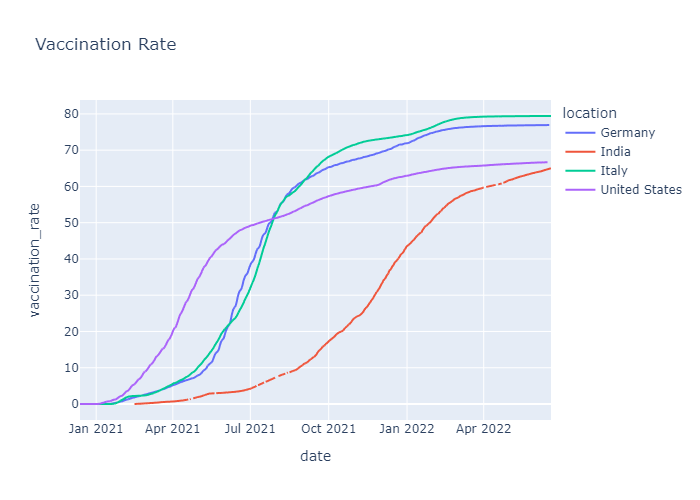 Vaccination Rate
vaccination_rate
80
70
60
50
40
30
20
10
0
Jan 2021 Apr 2021 Jul 2021 Oct 2021 Jan 2022 Apr 2022
date
location
Germany
India
Italy
United States